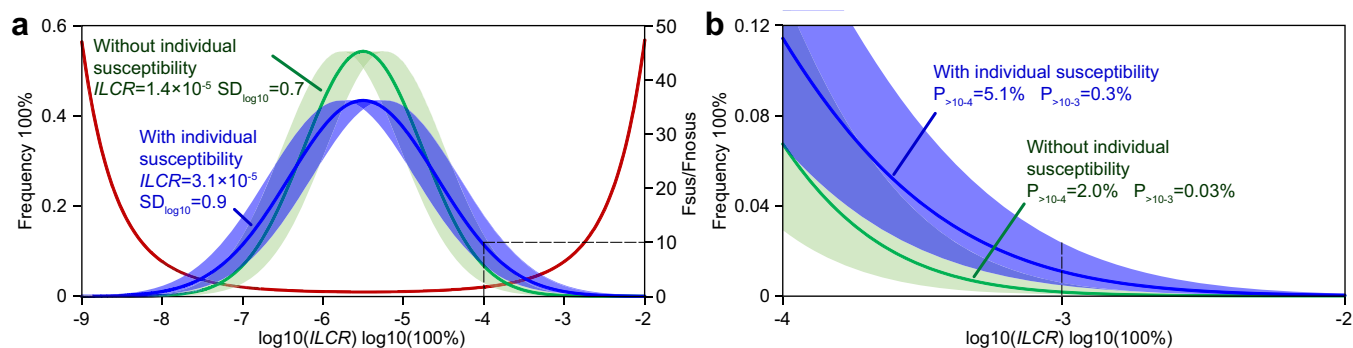 a
0.6
0.4
0.2
0
Frequency 100%
Without individual
susceptibility
ILCR=1.4×10-5 SDlog10=0.7
With individual
susceptibility
ILCR=3.1×10-5
SDlog10=0.9
50
40
30
20
10
0
Fsus/Fnosus
-9 -8 -7 -6 -5 -4 -3 -2
log10(ILCR) log10(100%)
b
0.12
0.08
0.04
0
Frequency 100%
With individual susceptibility
P>10-4=5.1% P>10-3=0.3%
Without individual
susceptibility
P>10-4=2.0% P>10-3=0.03%
-4 -3 -2
log10(ILCR) log10(100%)